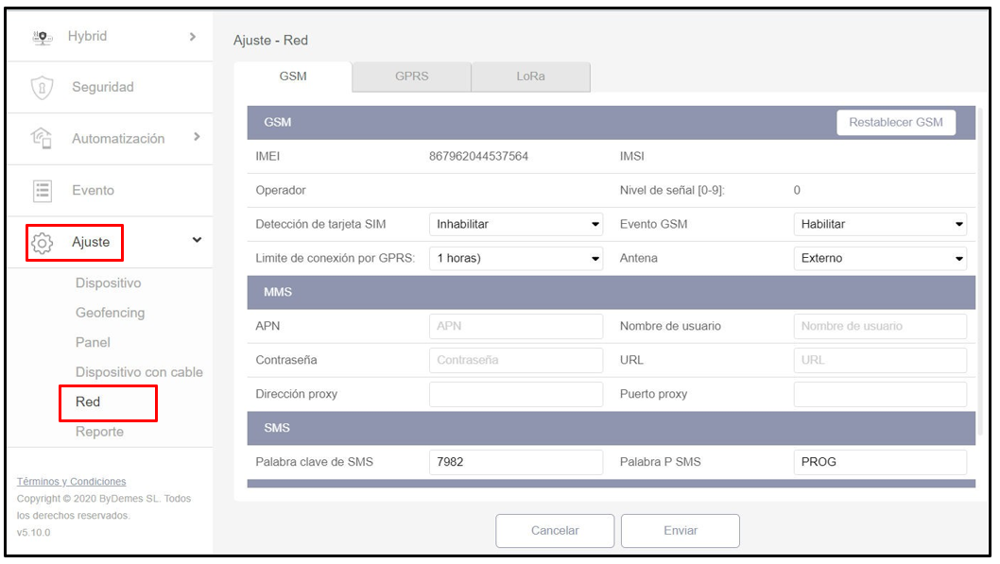 Hybrid
Seguridad
Automatización
Evento
Ajuste
Dispositivo
Geofencing
Panel
Dispositivo con cable
Red
Reporte
Términos y Condiciones
Copyright © 2020 ByDemes SL. Todos
los derechos reservados.
v5.10.0
Ajuste - Red
GSM GPRS LoRa
GSM Restablecer GSM
IMEI 867962044537564 IMSI
Operador Nivel de señal [0-9]: 0
Detección de tarjeta SIM Inhabilitar Evento GSM Habilitar
Limite de conexión por GPRS: 1 horas) Antena Externo
MMS
APN APN Nombre de usuario Nombre de usuario
Contraseña Contraseña URL URL
Dirección proxy Puerto proxy
SMS
Palabra clave de SMS 7982 Palabra P SMS PROG
Cancelar Enviar